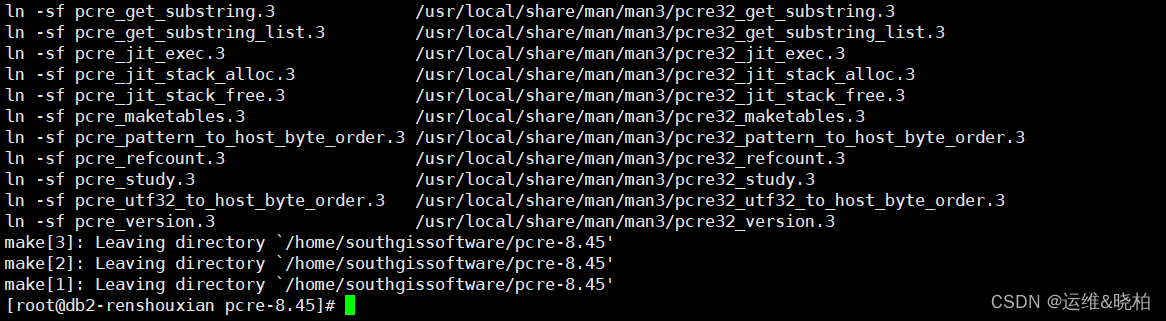 ln -sf pcre_get_substring.3 /usr/local/share/man/man3/pcre32_get_substring.3
ln -sf pcre_get_substring_list.3 /usr/local/share/man/man3/pcre32_get_substring_list.3
ln -sf pcre_jit_exec.3 /usr/local/share/man/man3/pcre32_jit_exec.3
ln -sf pcre_jit_stack_alloc.3 /usr/local/share/man/man3/pcre32_jit_stack_alloc.3
ln -sf pcre_jit_stack_free.3 /usr/local/share/man/man3/pcre32_jit_stack_free.3
ln -sf pcre_maketables.3 /usr/local/share/man/man3/pcre32_maketables.3
ln -sf pcre_pattern_to_host_byte_order.3 /usr/local/share/man/man3/pcre32_pattern_to_host_byte_order.3
ln -sf pcre_refcount.3 /usr/local/share/man/man3/pcre32_refcount.3
ln -sf pcre_study.3 /usr/local/share/man/man3/pcre32_study.3
ln -sf pcre_utf32_to_host_byte_order.3 /usr/local/share/man/man3/pcre32_utf32_to_host_byte_order.3
ln -sf pcre_version.3 /usr/local/share/man/man3/pcre32_version.3
make[3]: Leaving directory `/home/southgissoftware/pcre-8.45'
make[2]: Leaving directory `/home/southgissoftware/pcre-8.45'
make[1]: Leaving directory `/home/southgissoftware/pcre-8.45'
[root@db2-renshouxian pcre-8.45]#
CSDN @运维&晓柏